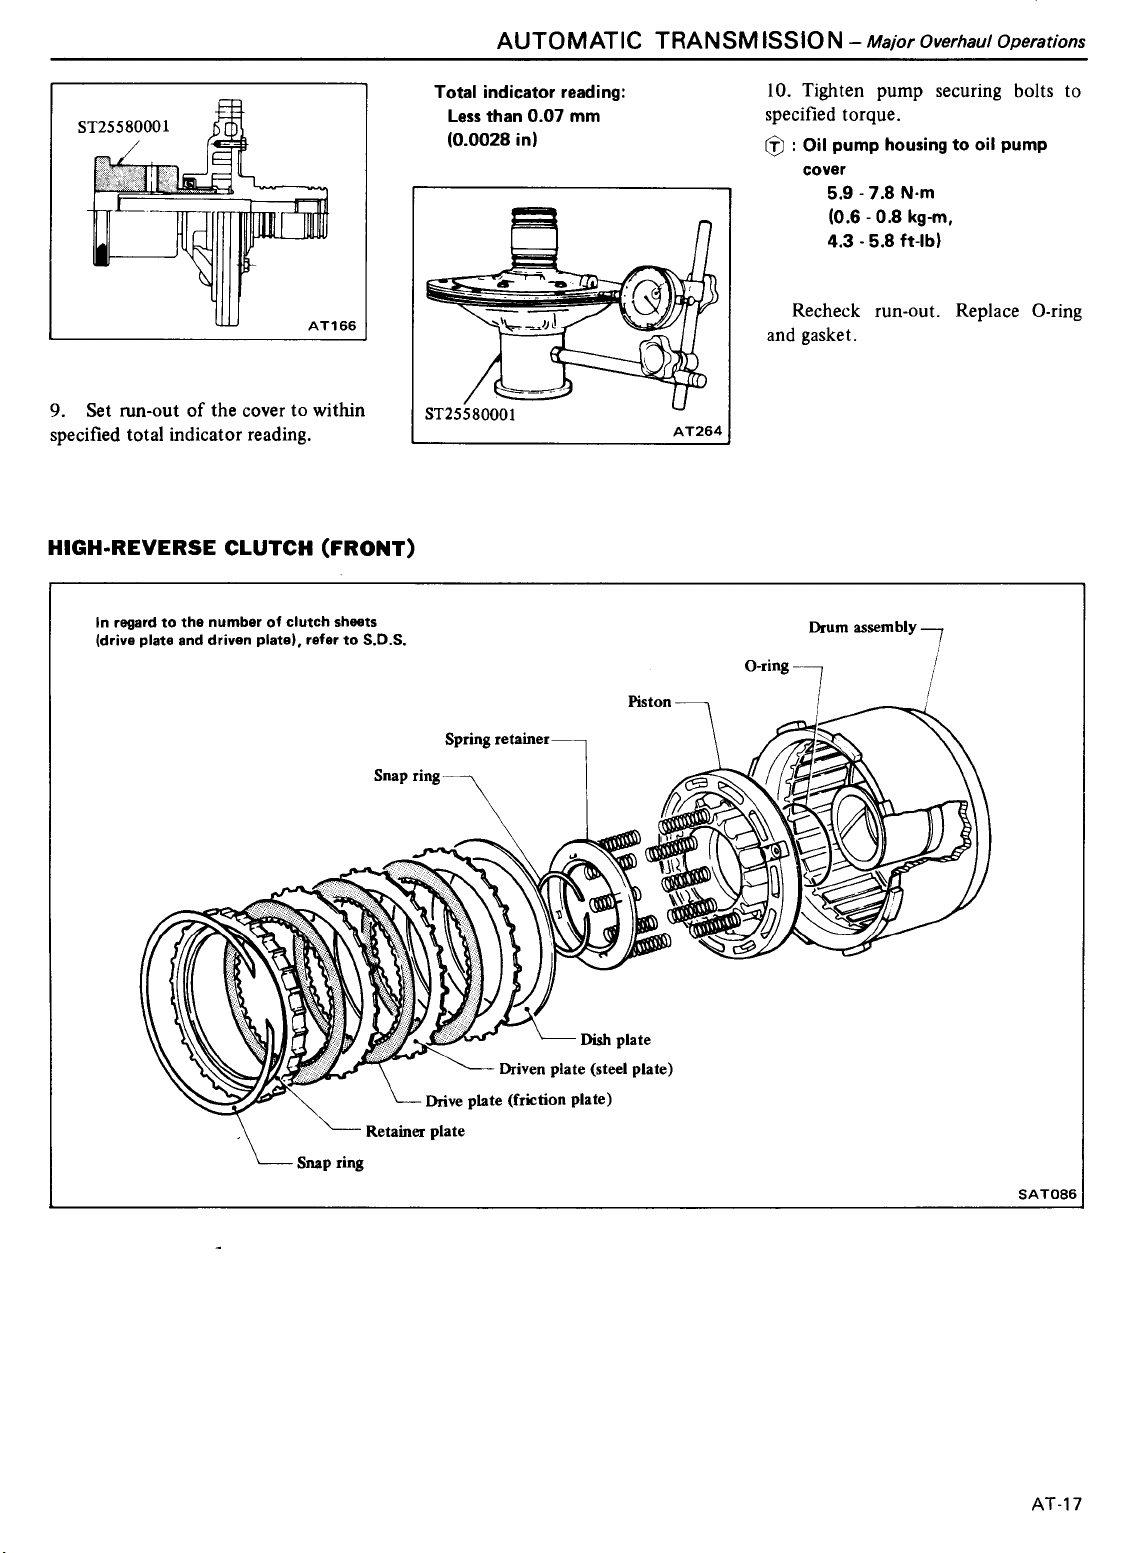 AUTOMATIC TRANSMISSION – Major Overhaul Operations
ST25580001
AT166
9. Set run-out of the cover to within
specified total indicator reading.
Total indicator reading:
Less than 0.07 mm
(0.0028 in)
ST25580001
AT264
10. Tighten pump securing bolts to
specified torque.
Ⓣ : Oil pump housing to oil pump
cover
5.9 - 7.8 N·m
(0.6 - 0.8 kg-m,
4.3 - 5.8 ft-lb)
Recheck run-out. Replace O-ring
and gasket.
HIGH-REVERSE CLUTCH (FRONT)
In regard to the number of clutch sheets
(drive plate and driven plate), refer to S.D.S.
Drum assembly
O-ring
Piston
Spring retainer
Snap ring
Dish plate
Driven plate (steel plate)
Drive plate (friction plate)
Retainer plate
Snap ring
SAT086
AT-17